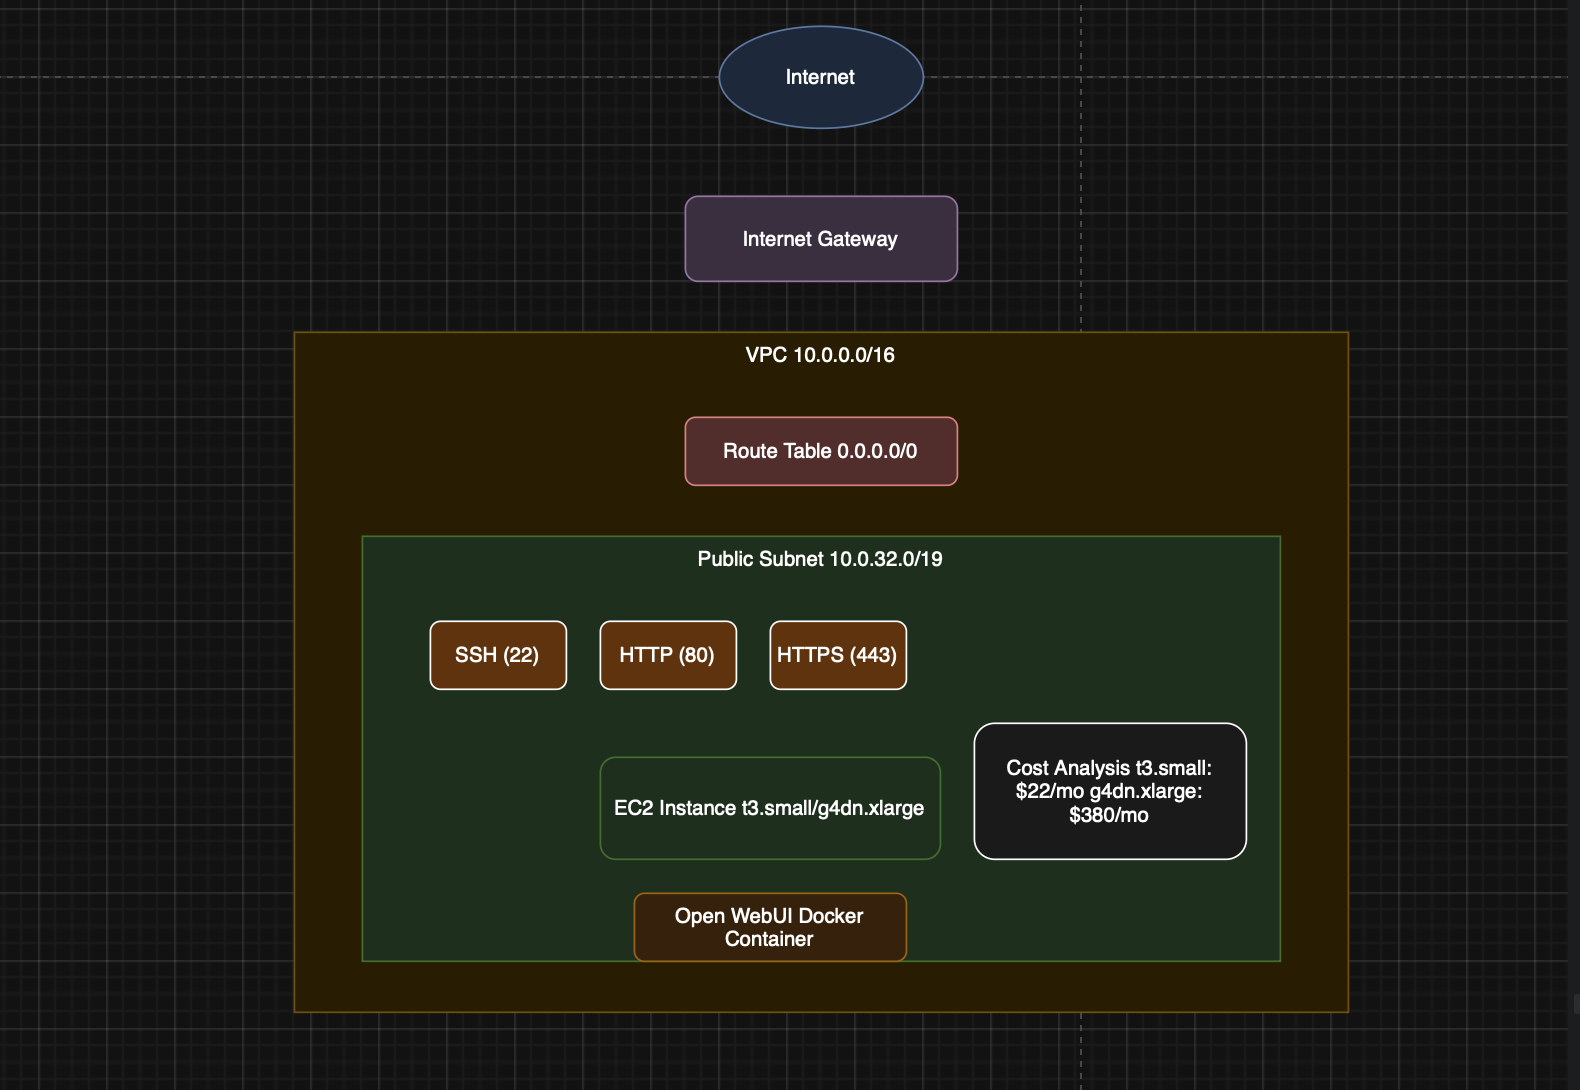 Internet
Internet Gateway
VPC 10.0.0.0/16
Route Table 0.0.0.0/0
Public Subnet 10.0.32.0/19
SSH (22)
HTTP (80)
HTTPS (443)
EC2 Instance t3.small/g4dn.xlarge
Cost Analysis t3.small:
$22/mo g4dn.xlarge:
$380/mo
Open WebUI Docker
Container